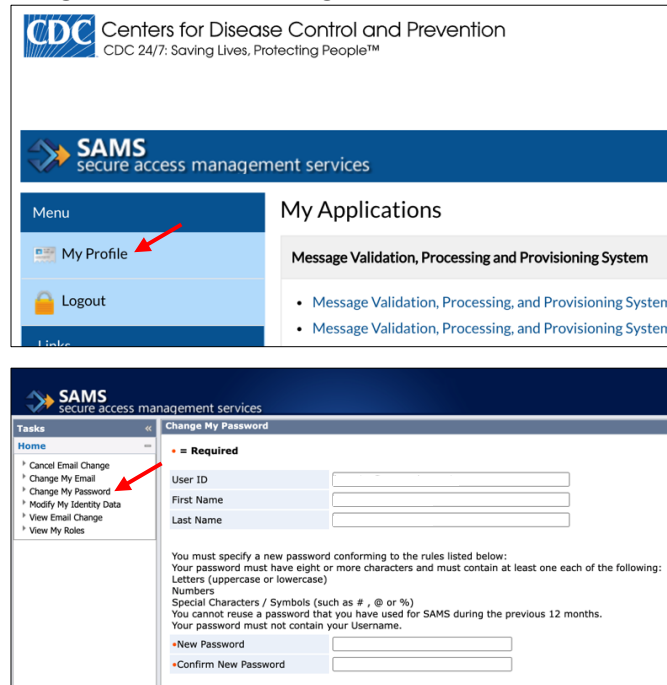 CDC
Centers for Disease Control and Prevention
CDC 24/7: Saving Lives, Protecting People™
SAMS
secure access management services
Menu
My Profile
Logout
Links
My Applications
Message Validation, Processing and Provisioning System
• Message Validation, Processing, and Provisioning System
• Message Validation, Processing, and Provisioning System
SAMS
secure access management services
Tasks «
Home −
Cancel Email Change
Change My Email
Change My Password
Modify My Identity Data
View Email Change
View My Roles
Change My Password
• = Required
User ID
First Name
Last Name
You must specify a new password conforming to the rules listed below:
Your password must have eight or more characters and must contain at least one each of the following:
Letters (uppercase or lowercase)
Numbers
Special Characters / Symbols (such as # , @ or %)
You cannot reuse a password that you have used for SAMS during the previous 12 months.
Your password must not contain your Username.
•New Password
•Confirm New Password